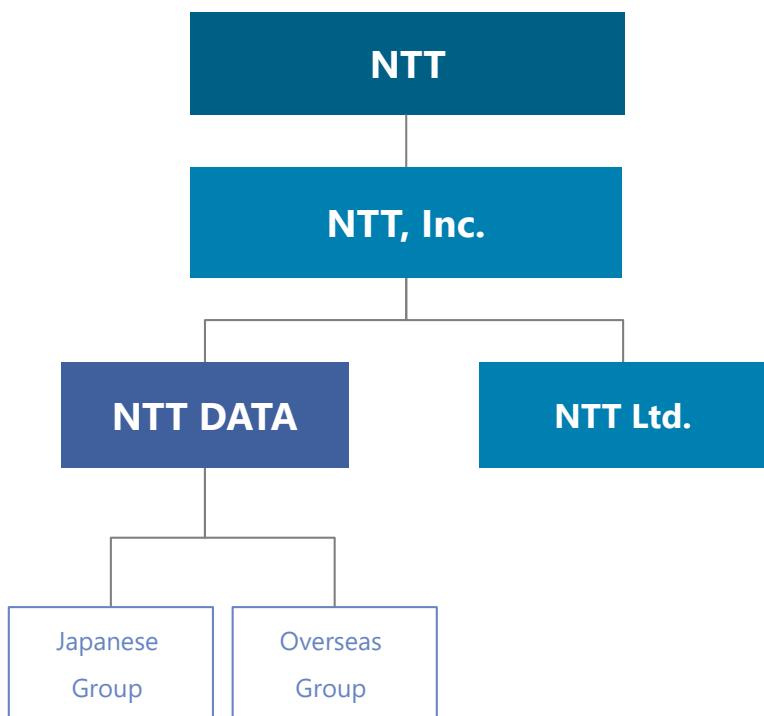 NTT
NTT, Inc.
NTT DATA
NTT Ltd.
Japanese
Group
Overseas
Group